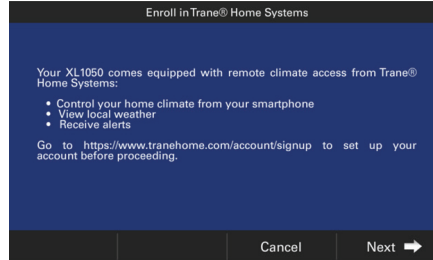 Enroll in Trane® Home Systems
Your XL1050 comes equipped with remote climate access from Trane®
Home Systems:
• Control your home climate from your smartphone
• View local weather
• Receive alerts
Go to https://www.tranehome.com/account/signup to set up your
account before proceeding.
Cancel
Next